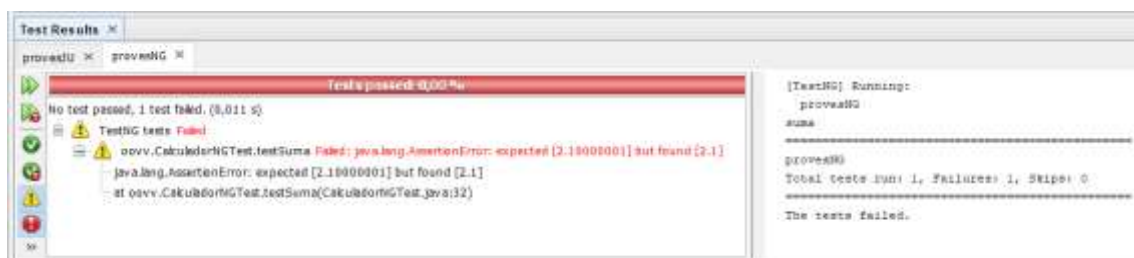 Test Results
provesJU provesNG
Tests passed: 0,00 %
No test passed, 1 test failed. (0,011 s)
TestNG tests Failed
oovv.CalculadorNGTest.testSuma Failed: java.lang.AssertionError: expected [2.10000001] but found [2.1]
java.lang.AssertionError: expected [2.10000001] but found [2.1]
at oovv.CalculadorNGTest.testSuma(CalculadorNGTest.java:32)
[TestNG] Running:
provesNG
suma
===============================================
provesNG
Total tests run: 1, Failures: 1, Skips: 0
===============================================
The tests failed.